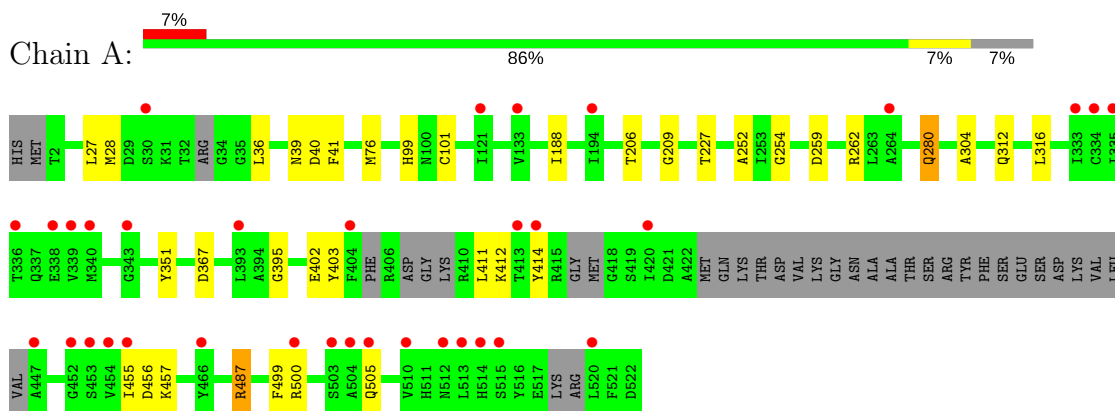 7%
Chain A:
86% 7% 7%
HIS MET T2 L27 M28 D29 S30 K31 T32 ARG G34 G35 L36 N39 D40 F41 M76 H99 N100 C101 I121 V133 I188 I194 T206 G209 T227 A252 I253 G254 D259 R262 L263 A264 Q280 A304 Q312 L316 I333 C334
T336 Q337 E338 V339 M340 G343 Y351 D367 L393 A394 G395 E402 Y403 F404 PHE R406 ASP GLY LYS R410 L411 K412 T413 Y414 R415 GLY MET G418 S419 I420 D421 A422 MET GLN LYS THR ASP VAL LYS GLY ASN ALA ALA THR SER ARG TYR PHE SER GLU SER ASP LYS VAL
VAL A447 G452 S453 V454 I455 D456 K457 Y466 R487 F499 R500 S503 A504 Q505 V510 H511 N512 L513 H514 S515 Y516 E517 LYS ARG L520 F521 D522